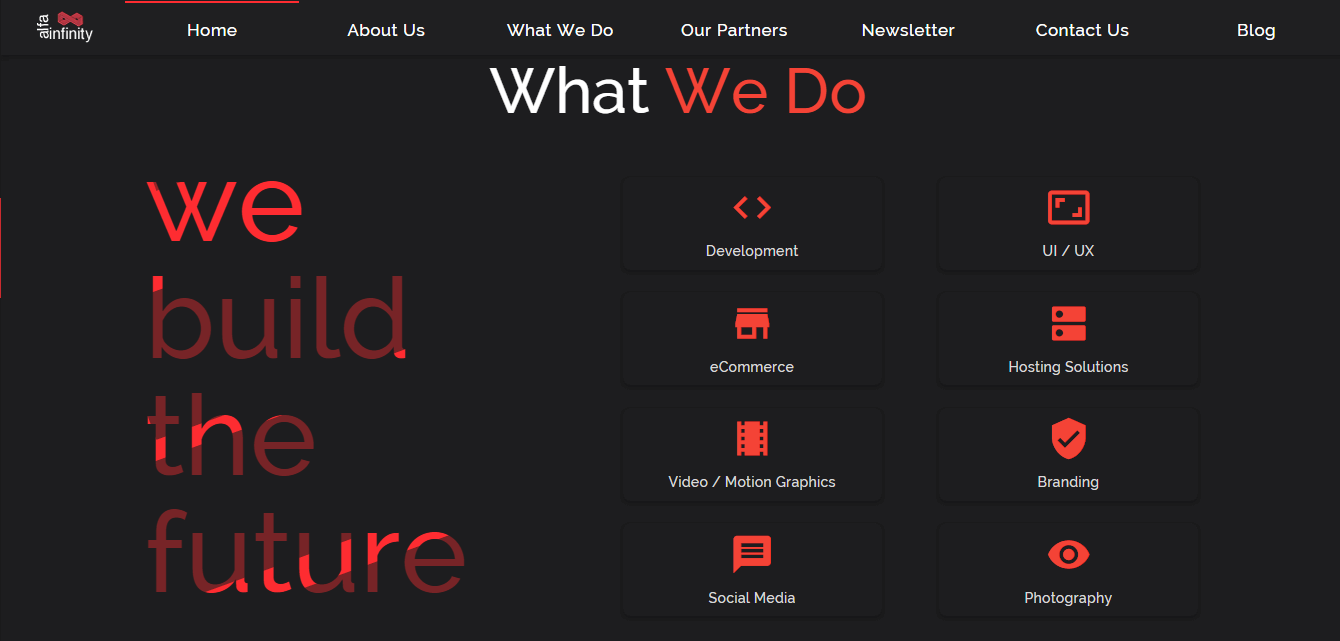 alfa
infinity
Home
About Us
What We Do
Our Partners
Newsletter
Contact Us
Blog
What We Do
we
build
the
future
Development
UI / UX
eCommerce
Hosting Solutions
Video / Motion Graphics
Branding
Social Media
Photography